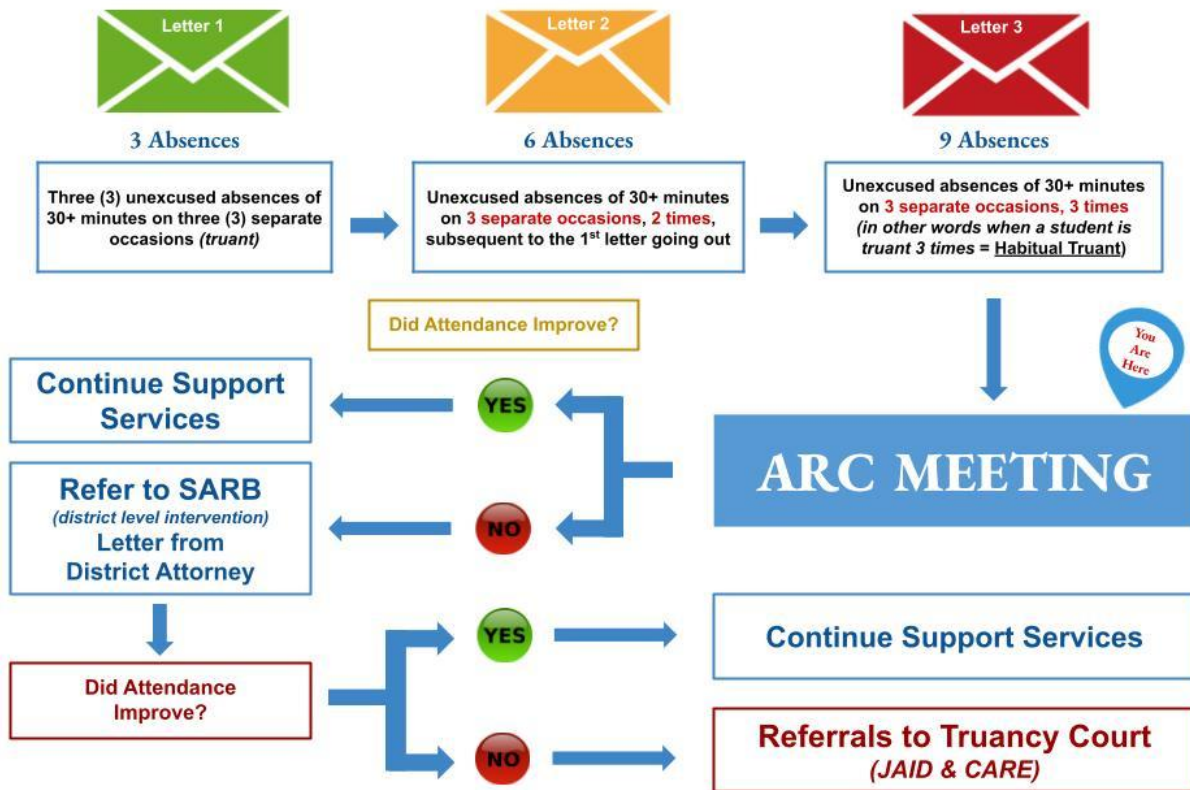 Letter 1
Letter 2
Letter 3
3 Absences
6 Absences
9 Absences
Three (3) unexcused absences of
30+ minutes on three (3) separate
occasions (truant)
Unexcused absences of 30+ minutes
on 3 separate occasions, 2 times,
subsequent to the 1st letter going out
Unexcused absences of 30+ minutes
on 3 separate occasions, 3 times
(in other words when a student is
truant 3 times = Habitual Truant)
Did Attendance Improve?
You
Are
Here
Continue Support
Services
YES
ARC MEETING
Refer to SARB
(district level intervention)
Letter from
District Attorney
NO
Did Attendance
Improve?
YES
Continue Support Services
NO
Referrals to Truancy Court
(JAID & CARE)